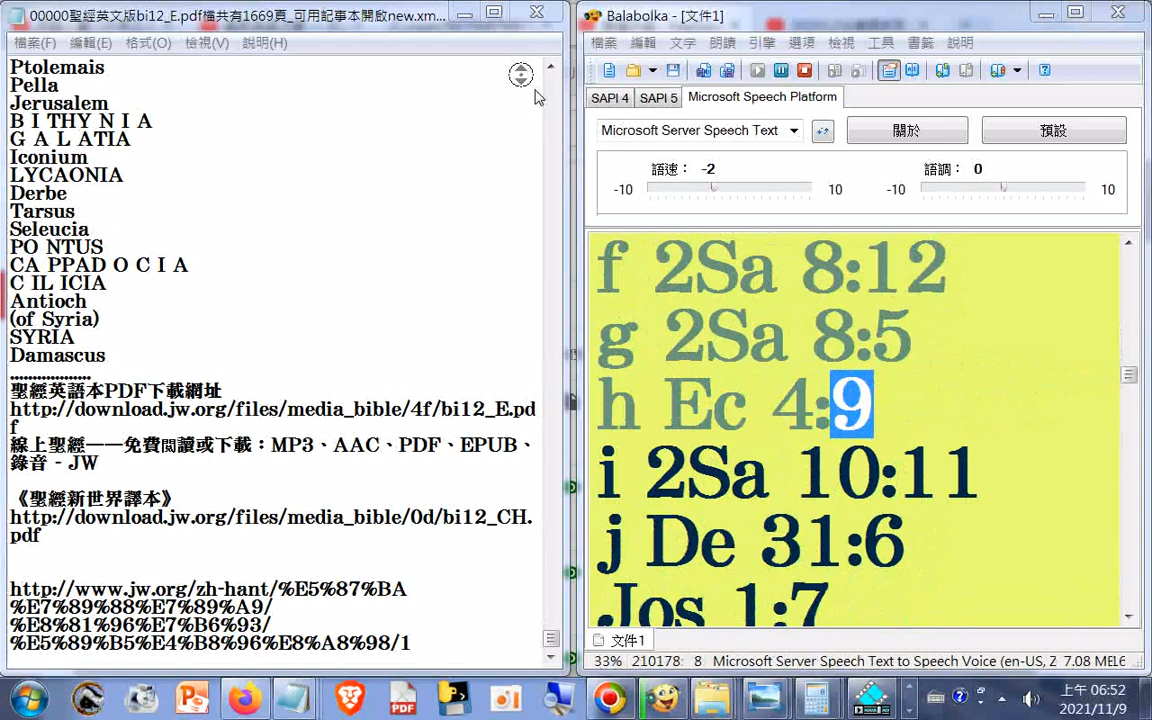 00000聖經英文版bi12_E.pdf檔共有1669頁_可用記事本開啟new.xm...
檔案(F) 編輯(E) 格式(O) 檢視(V) 說明(H)
Ptolemais
Pella
Jerusalem
B I THY N I A
G A L ATIA
Iconium
LYCAONIA
Derbe
Tarsus
Seleucia
PO NTUS
CA PPAD O C I A
C IL ICIA
Antioch
(of Syria)
SYRIA
Damascus
..................
聖經英語本PDF下載網址
http://download.jw.org/files/media_bible/4f/bi12_E.pd
f
線上聖經——免費閱讀或下載：MP3、AAC、PDF、EPUB、
錄音 - JW
《聖經新世界譯本》
http://download.jw.org/files/media_bible/0d/bi12_CH.
pdf
http://www.jw.org/zh-hant/%E5%87%BA
%E7%89%88%E7%89%A9/
%E8%81%96%E7%B6%93/
%E5%89%B5%E4%B8%96%E8%A8%98/1
Balabolka - [文件1]
檔案 編輯 文字 朗讀 引擎 選項 檢視 工具 書籤 說明
SAPI 4 SAPI 5 Microsoft Speech Platform
Microsoft Server Speech Text 關於 預設
語速： -2 語調： 0
-10 10 -10 10
f 2Sa 8:12
g 2Sa 8:5
h Ec 4:9
i 2Sa 10:11
j De 31:6
Jos 1:7
文件1
33% 210178: 8 Microsoft Server Speech Text to Speech Voice (en-US, Z 7.08 МБ
上午 06:52
2021/11/9